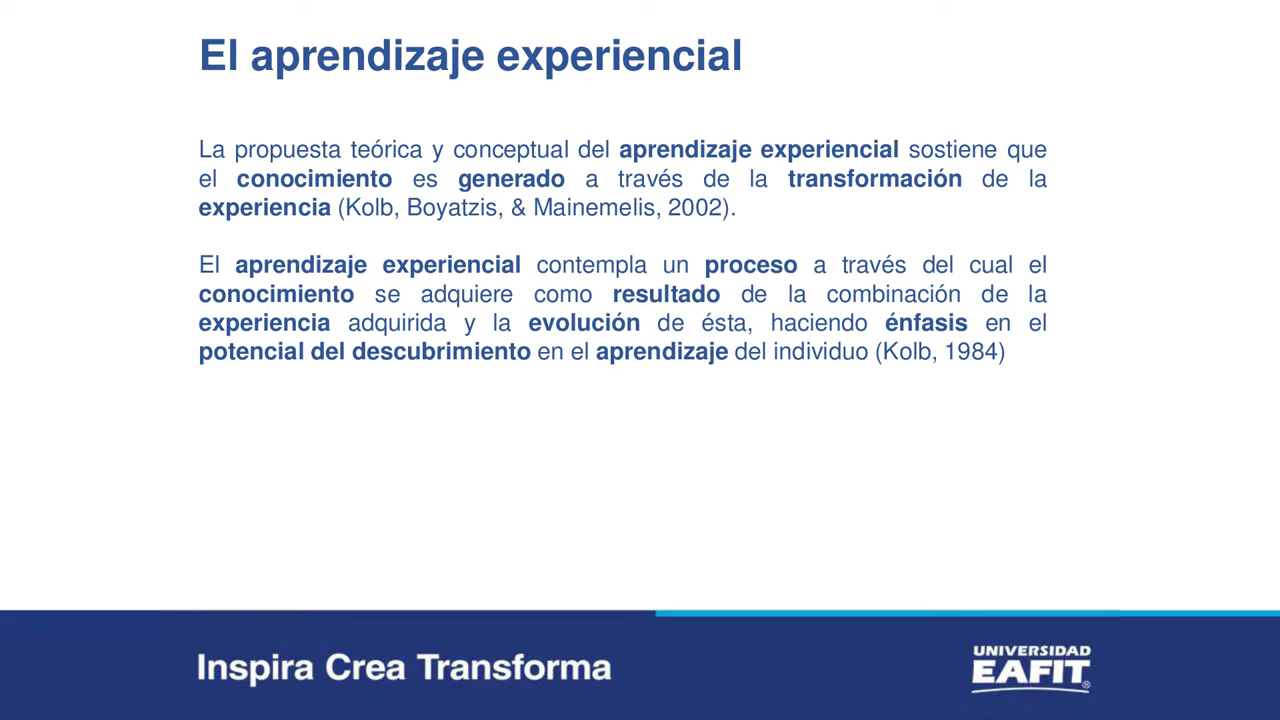 El aprendizaje experiencial
La propuesta teórica y conceptual del aprendizaje experiencial sostiene que
el conocimiento es generado a través de la transformación de la
experiencia (Kolb, Boyatzis, & Mainemelis, 2002).
El aprendizaje experiencial contempla un proceso a través del cual el
conocimiento se adquiere como resultado de la combinación de la
experiencia adquirida y la evolución de ésta, haciendo énfasis en el
potencial del descubrimiento en el aprendizaje del individuo (Kolb, 1984)
Inspira Crea Transforma
UNIVERSIDAD
EAFIT®